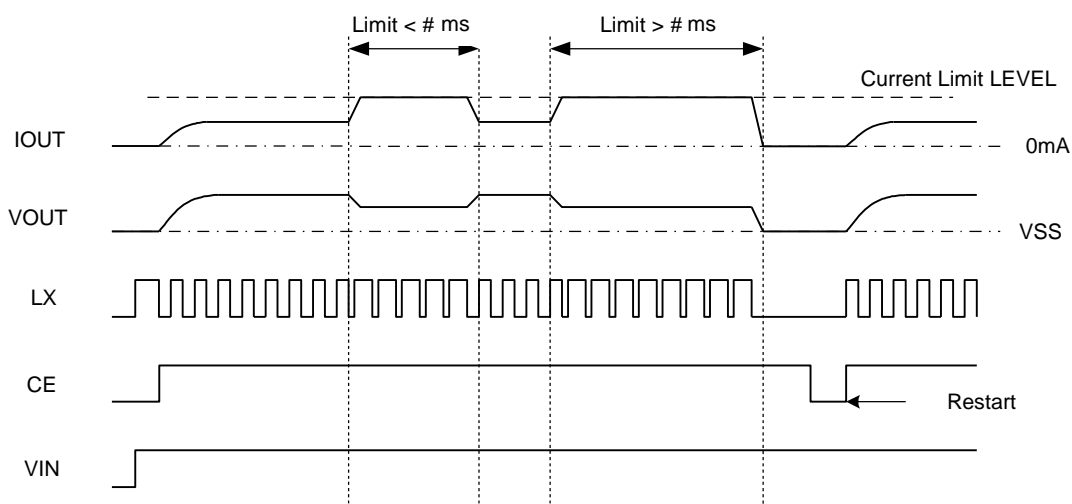 Limit < # ms
Limit > # ms
Current Limit LEVEL
IOUT
0mA
VOUT
VSS
LX
CE
Restart
VIN